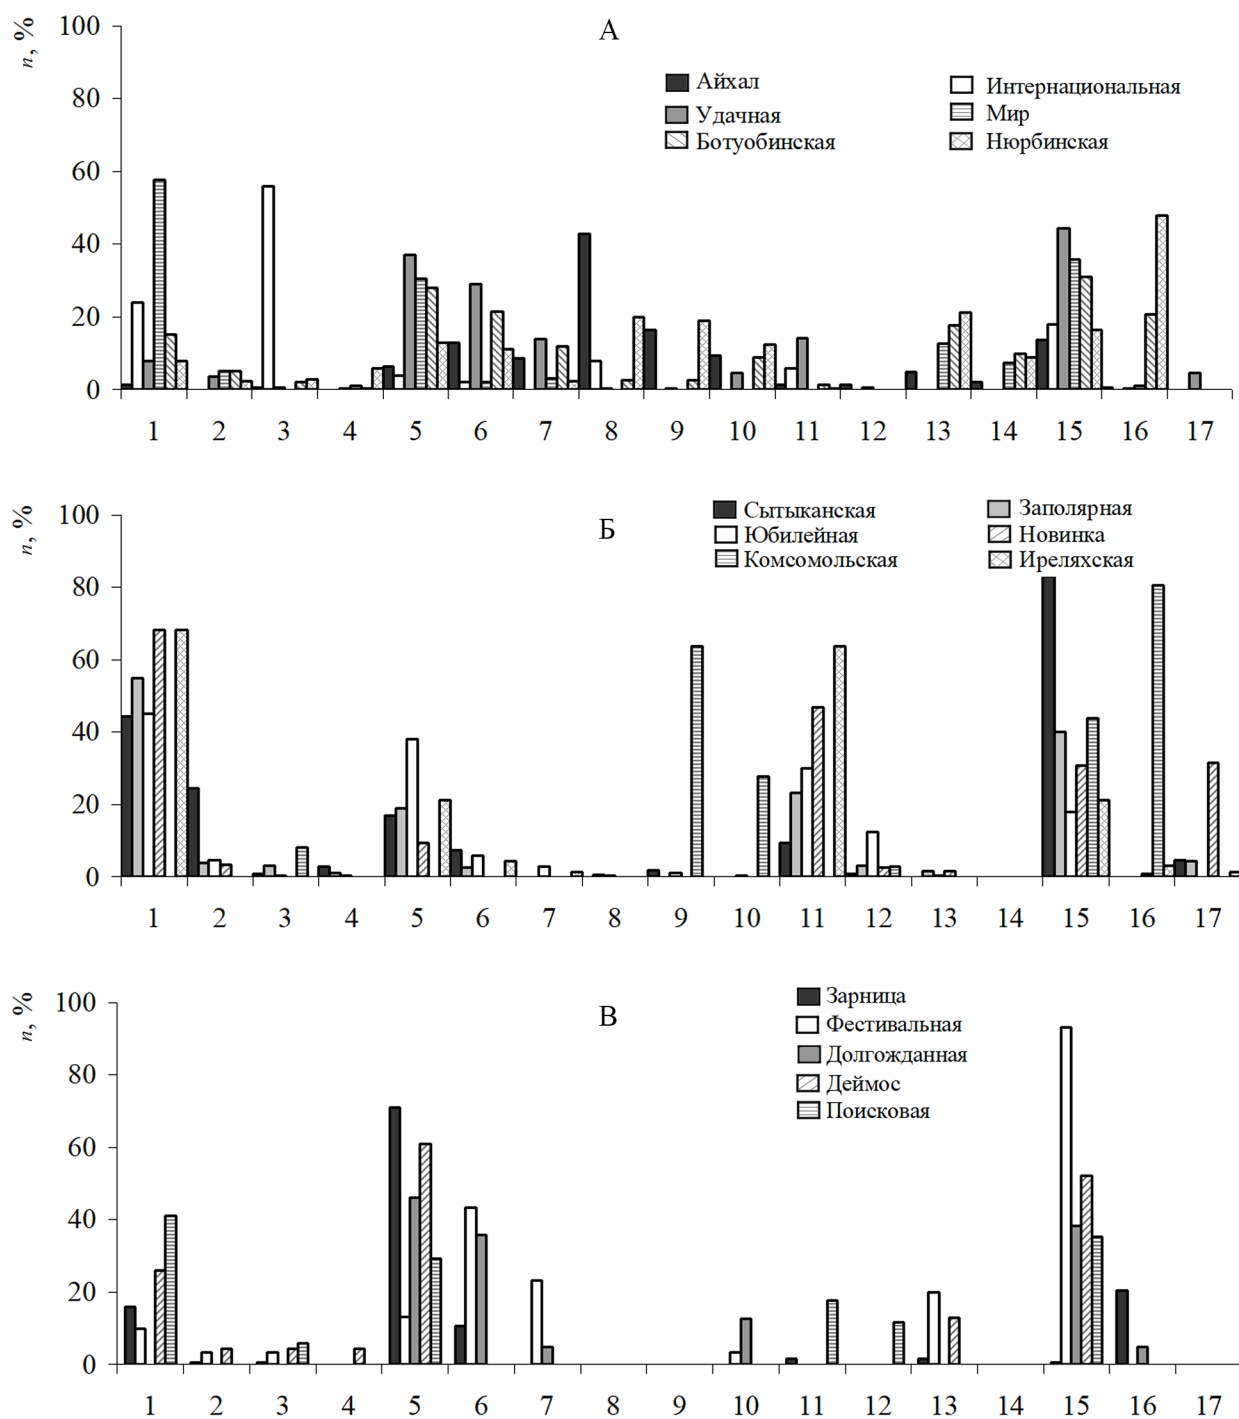 n, %
100
80
60
40
20
0
А
Айхал
Удачная
Ботуобинская
Интернациональная
Мир
Нюрбинская
1 2 3 4 5 6 7 8 9 10 11 12 13 14 15 16 17
n, %
100
80
60
40
20
0
Б
Сытыканская
Юбилейная
Комсомольская
Заполярная
Новинка
Иреляхская
1 2 3 4 5 6 7 8 9 10 11 12 13 14 15 16 17
n, %
100
80
60
40
20
0
В
Зарница
Фестивальная
Долгожданная
Деймос
Поисковая
1 2 3 4 5 6 7 8 9 10 11 12 13 14 15 16 17